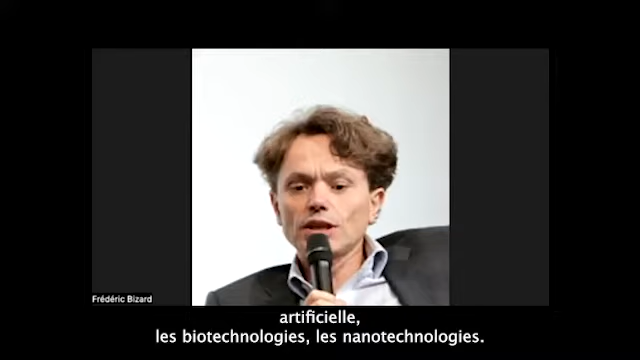 Frédéric Bizard
artificielle,
les biotechnologies, les nanotechnologies.